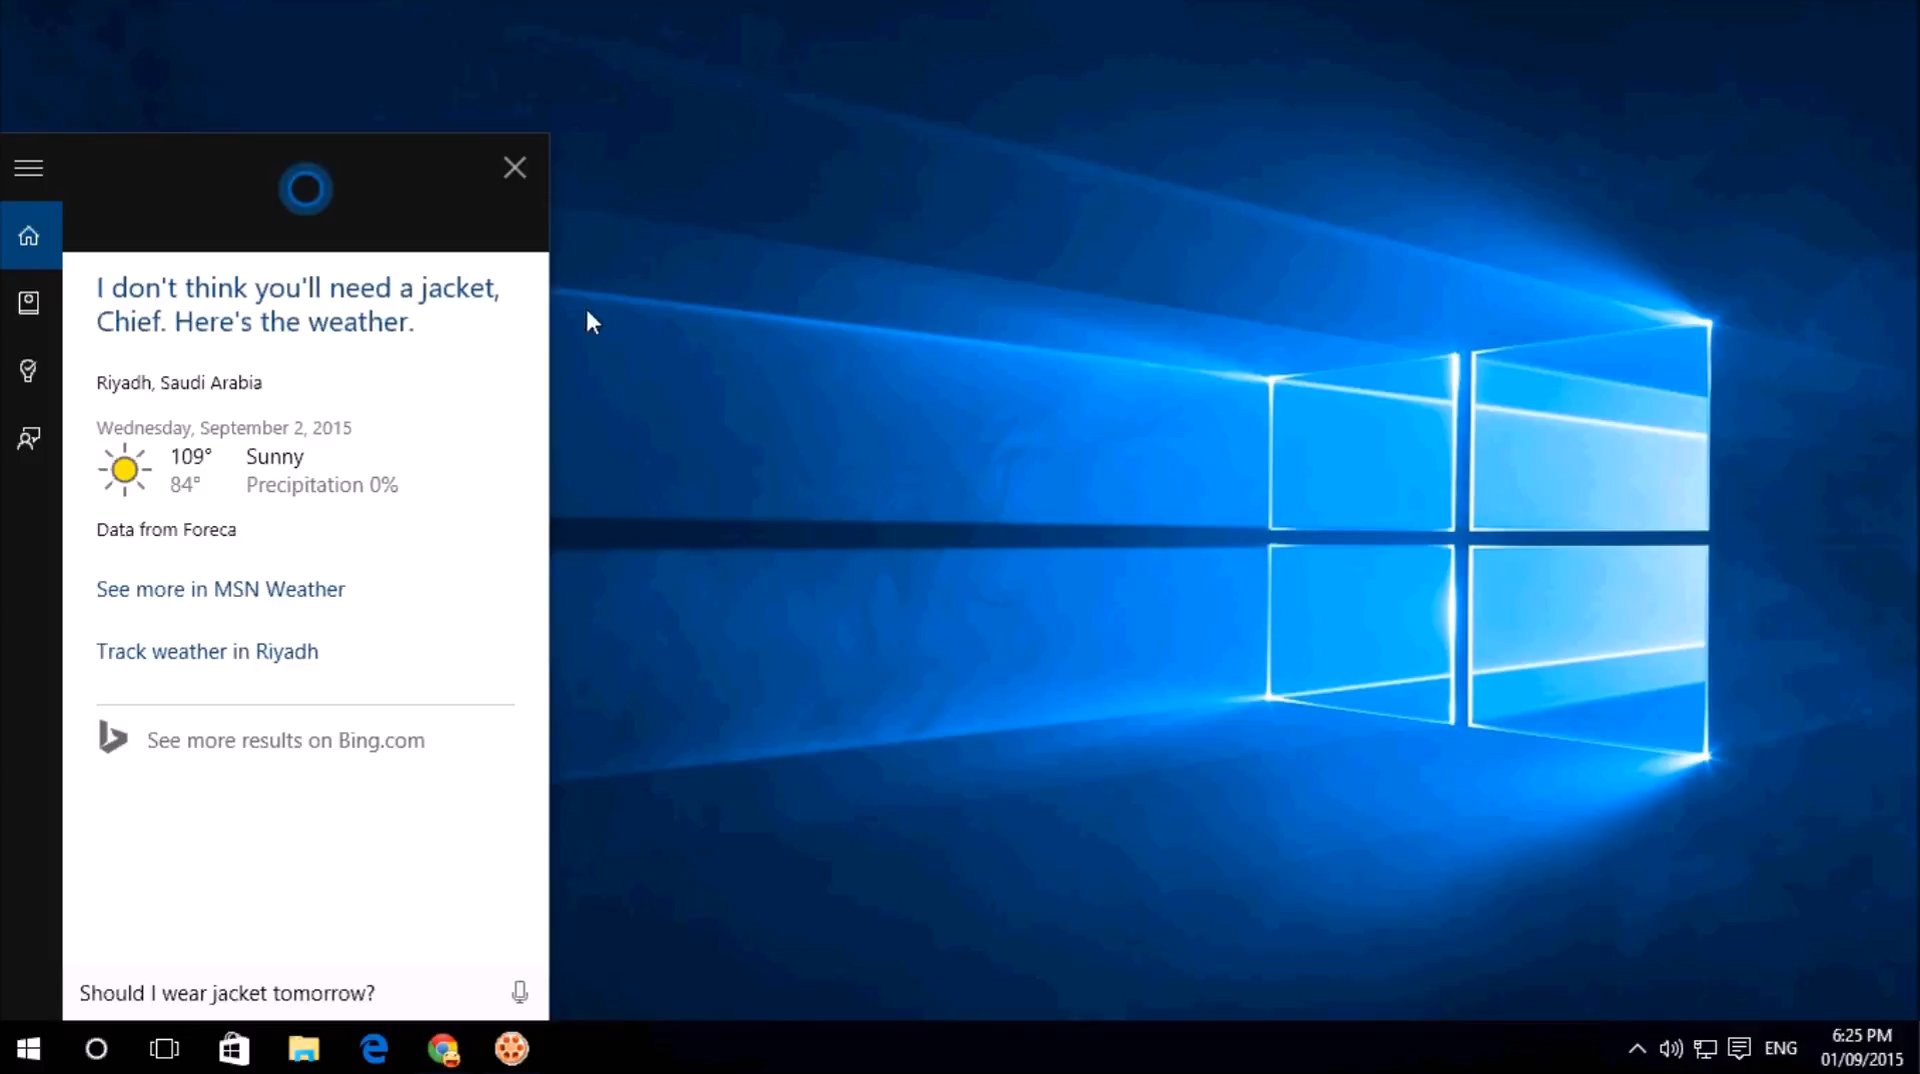 I don't think you'll need a jacket,
Chief. Here's the weather.
Riyadh, Saudi Arabia
Wednesday, September 2, 2015
109° Sunny
84° Precipitation 0%
Data from Foreca
See more in MSN Weather
Track weather in Riyadh
See more results on Bing.com
Should I wear jacket tomorrow?
ENG
6:25 PM
01/09/2015